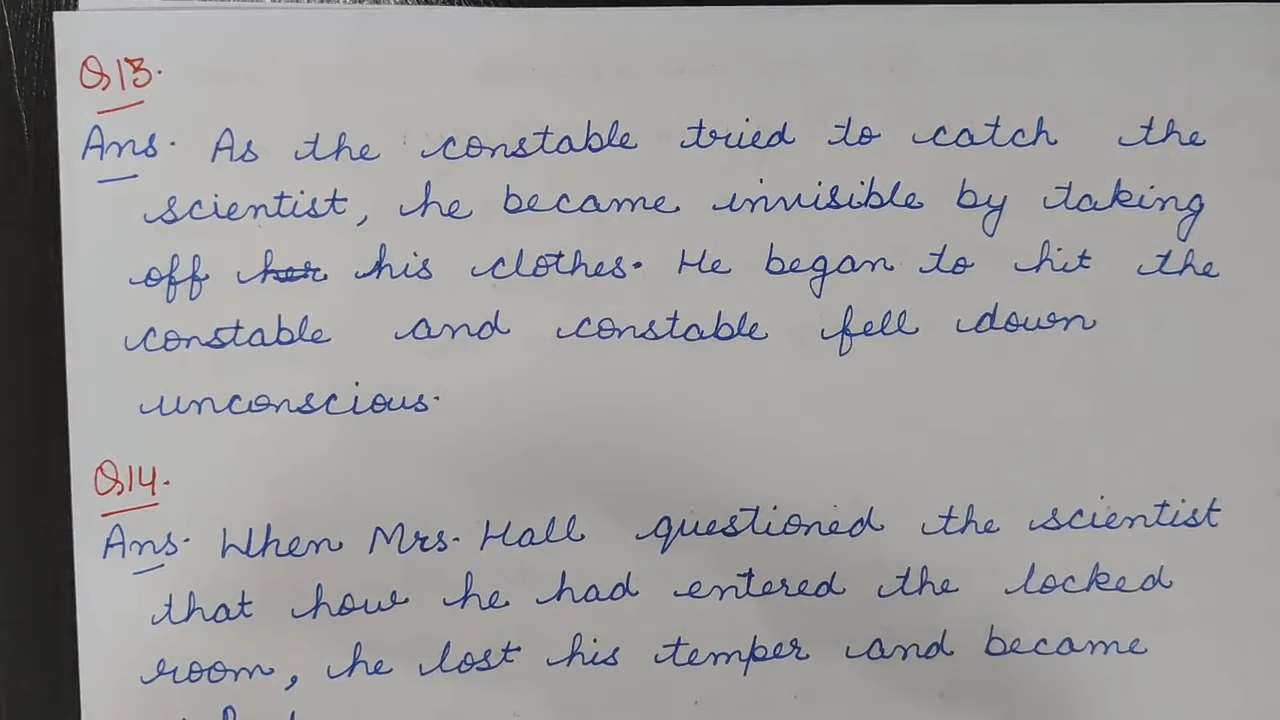 Q13.
Ans. As the constable tried to catch the
scientist, he became invisible by taking
off her his clothes. He began to hit the
constable and constable fell down
unconscious.
Q14.
Ans. When Mrs. Hall questioned the scientist
that how he had entered the locked
room, he lost his temper and became